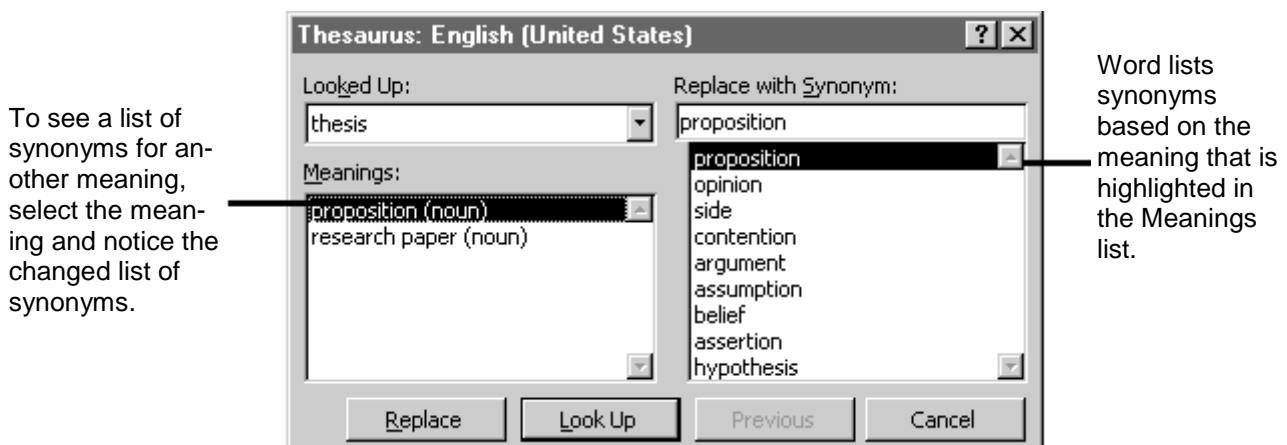 To see a list of
synonyms for an-
other meaning,
select the mean-
ing and notice the
changed list of
synonyms.
Thesaurus: English (United States)
Looked Up:
thesis
Meanings:
proposition (noun)
research paper (noun)
Replace with Synonym:
proposition
proposition
opinion
side
contention
argument
assumption
belief
assertion
hypothesis
Replace
Look Up
Previous
Cancel
Word lists
synonyms
based on the
meaning that is
highlighted in
the Meanings
list.